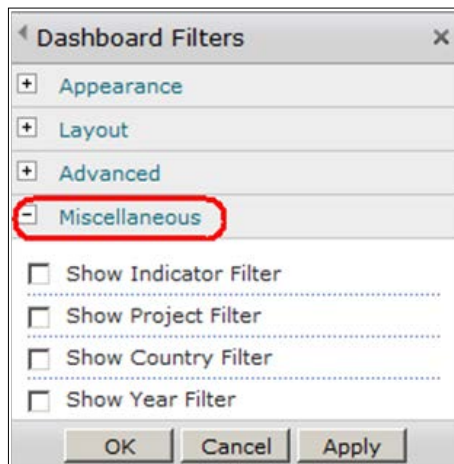 Dashboard Filters
Appearance
Layout
Advanced
Miscellaneous
Show Indicator Filter
Show Project Filter
Show Country Filter
Show Year Filter
OK Cancel Apply